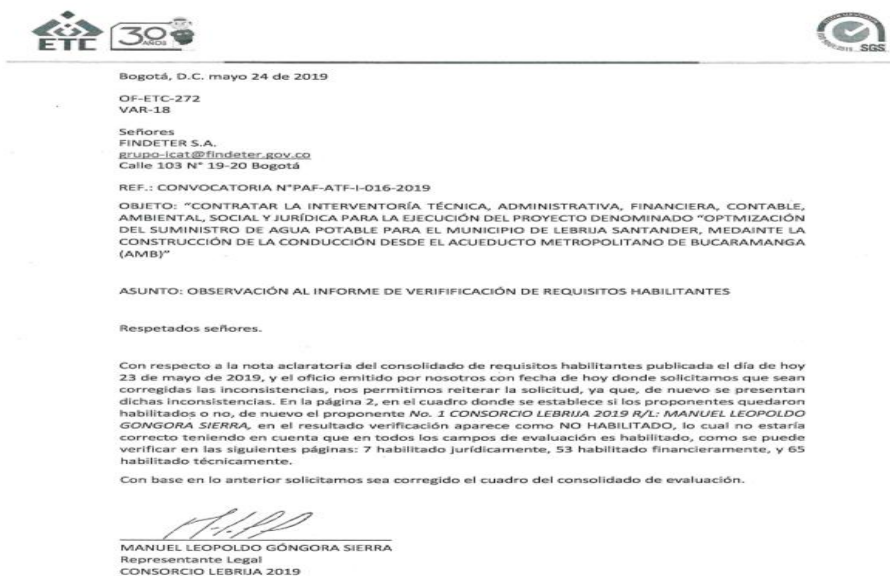 ETC
30
AÑOS
SGS
Bogotá, D.C. mayo 24 de 2019
OF-ETC-272
VAR-18
Señores
FINDETER S.A.
grupo-icat@findeter.gov.co
Calle 103 N° 19-20 Bogotá
REF.: CONVOCATORIA N°PAF-ATF-I-016-2019
OBJETO: "CONTRATAR LA INTERVENTORÍA TÉCNICA, ADMINISTRATIVA, FINANCIERA, CONTABLE,
AMBIENTAL, SOCIAL Y JURÍDICA PARA LA EJECUCIÓN DEL PROYECTO DENOMINADO "OPTMIZACIÓN
DEL SUMINISTRO DE AGUA POTABLE PARA EL MUNICIPIO DE LEBRIJA SANTANDER, MEDAINTE LA
CONSTRUCCIÓN DE LA CONDUCCIÓN DESDE EL ACUEDUCTO METROPOLITANO DE BUCARAMANGA
(AMB)"
ASUNTO: OBSERVACIÓN AL INFORME DE VERIFIFICACIÓN DE REQUISITOS HABILITANTES
Respetados señores.
Con respecto a la nota aclaratoria del consolidado de requisitos habilitantes publicada el día de hoy
23 de mayo de 2019, y el oficio emitido por nosotros con fecha de hoy donde solicitamos que sean
corregidas las inconsistencias, nos permitimos reiterar la solicitud, ya que, de nuevo se presentan
dichas inconsistencias. En la página 2, en el cuadro donde se establece si los proponentes quedaron
habilitados o no, de nuevo el proponente No. 1 CONSORCIO LEBRIJA 2019 R/L: MANUEL LEOPOLDO
GONGORA SIERRA, en el resultado verificación aparece como NO HABILITADO, lo cual no estaría
correcto teniendo en cuenta que en todos los campos de evaluación es habilitado, como se puede
verificar en las siguientes páginas: 7 habilitado jurídicamente, 53 habilitado financieramente, y 65
habilitado técnicamente.
Con base en lo anterior solicitamos sea corregido el cuadro del consolidado de evaluación.
MANUEL LEOPOLDO GÓNGORA SIERRA
Representante Legal
CONSORCIO LEBRIJA 2019